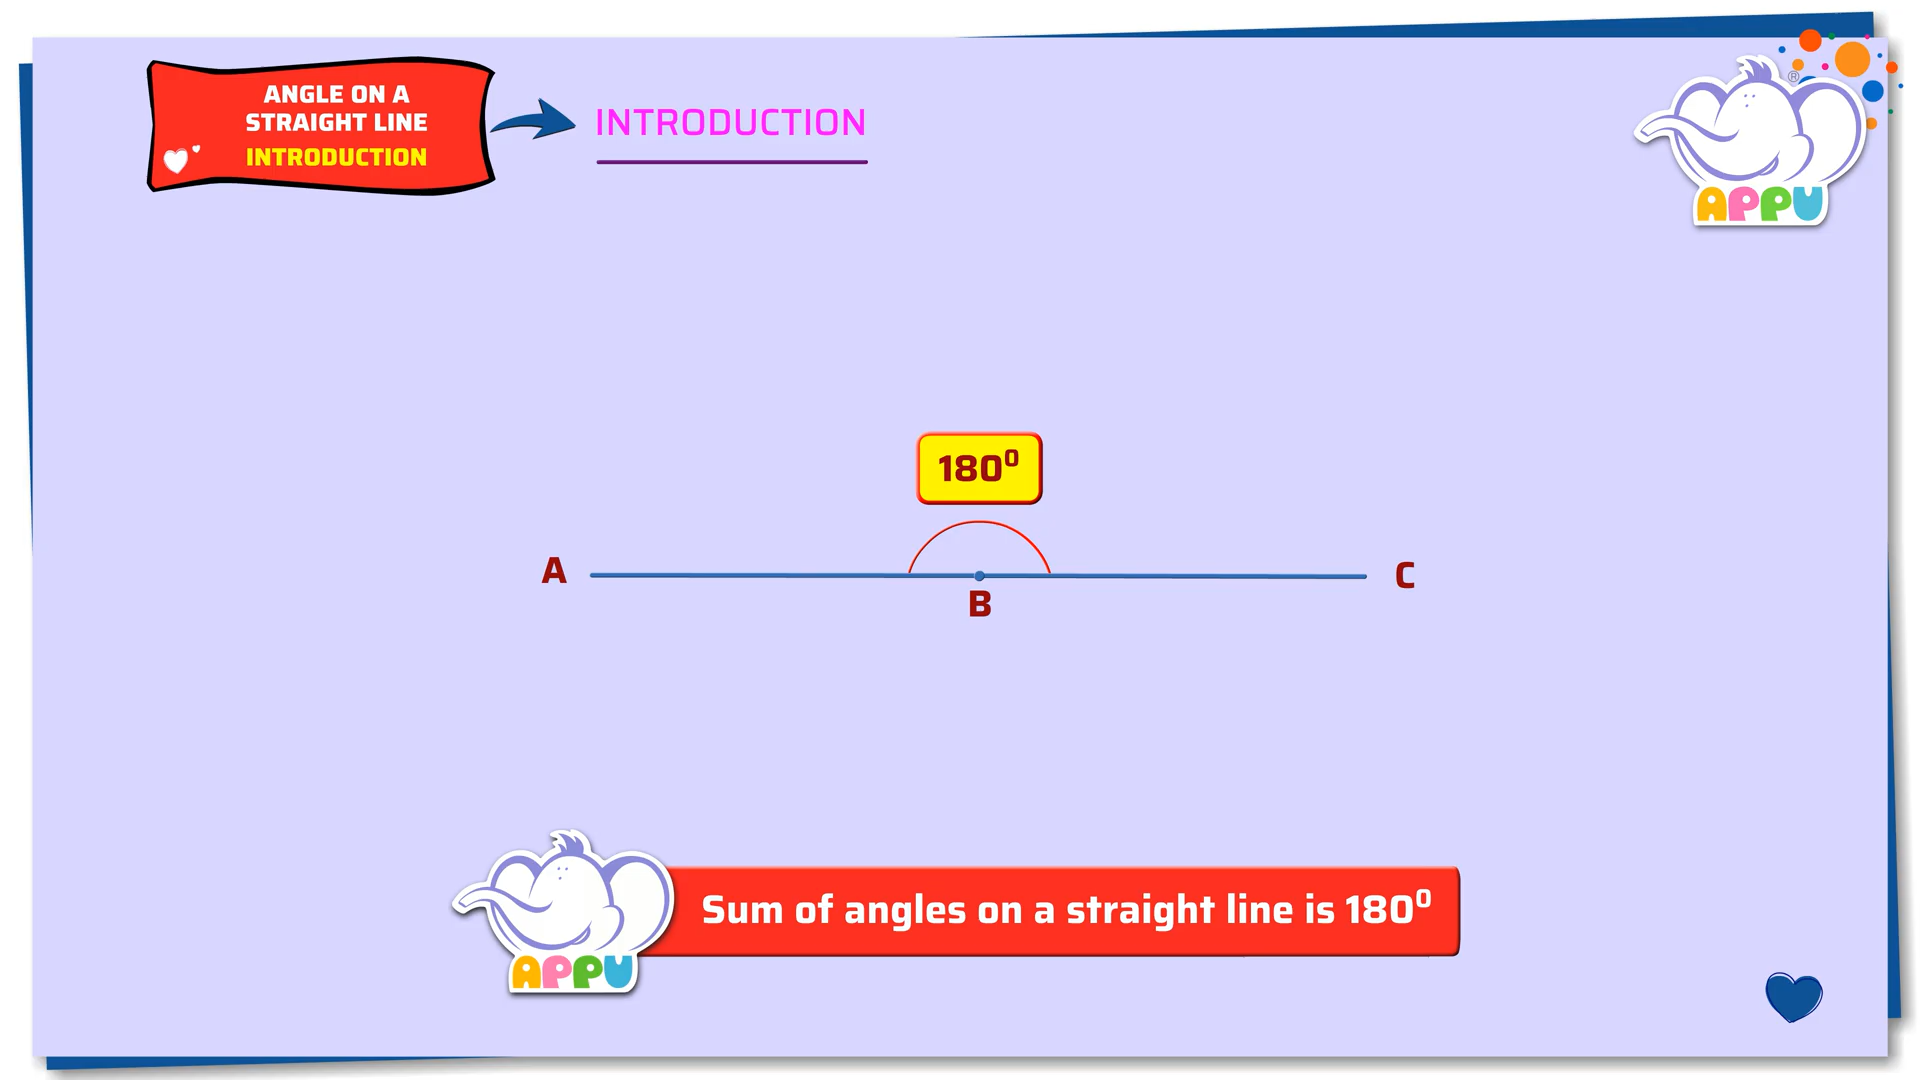 ANGLE ON A
STRAIGHT LINE
INTRODUCTION
INTRODUCTION
®
APPU
180⁰
A
B
C
Sum of angles on a straight line is 180⁰
APPU